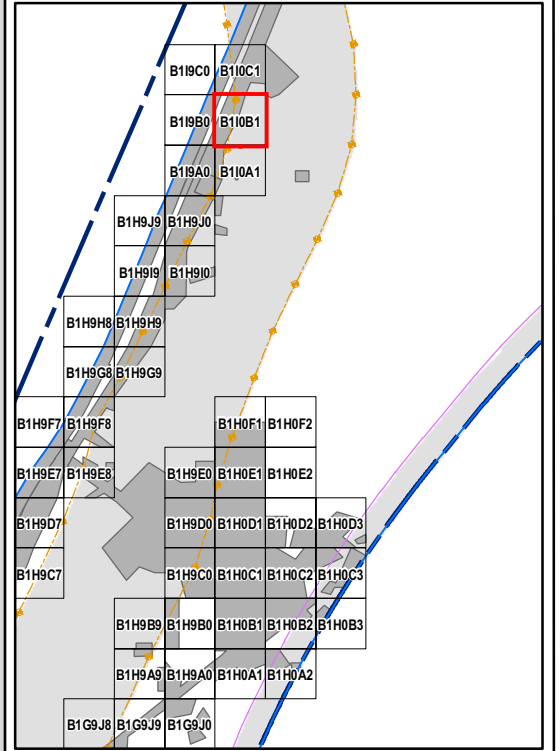 B1I9C0 B1I0C1
B1I9B0 B1I0B1
B1I9A0 B1I0A1
B1H9J9 B1H9J0
B1H9I9 B1H9I0
B1H9H8 B1H9H9
B1H9G8 B1H9G9
B1H9F7 B1H9F8 B1H0F1 B1H0F2
B1H9E7 B1H9E8 B1H9E0 B1H0E1 B1H0E2
B1H9D7 B1H9D0 B1H0D1 B1H0D2 B1H0D3
B1H9C7 B1H9C0 B1H0C1 B1H0C2 B1H0C3
B1H9B9 B1H9B0 B1H0B1 B1H0B2 B1H0B3
B1H9A9 B1H9A0 B1H0A1 B1H0A2
B1G9J8 B1G9J9 B1G9J0